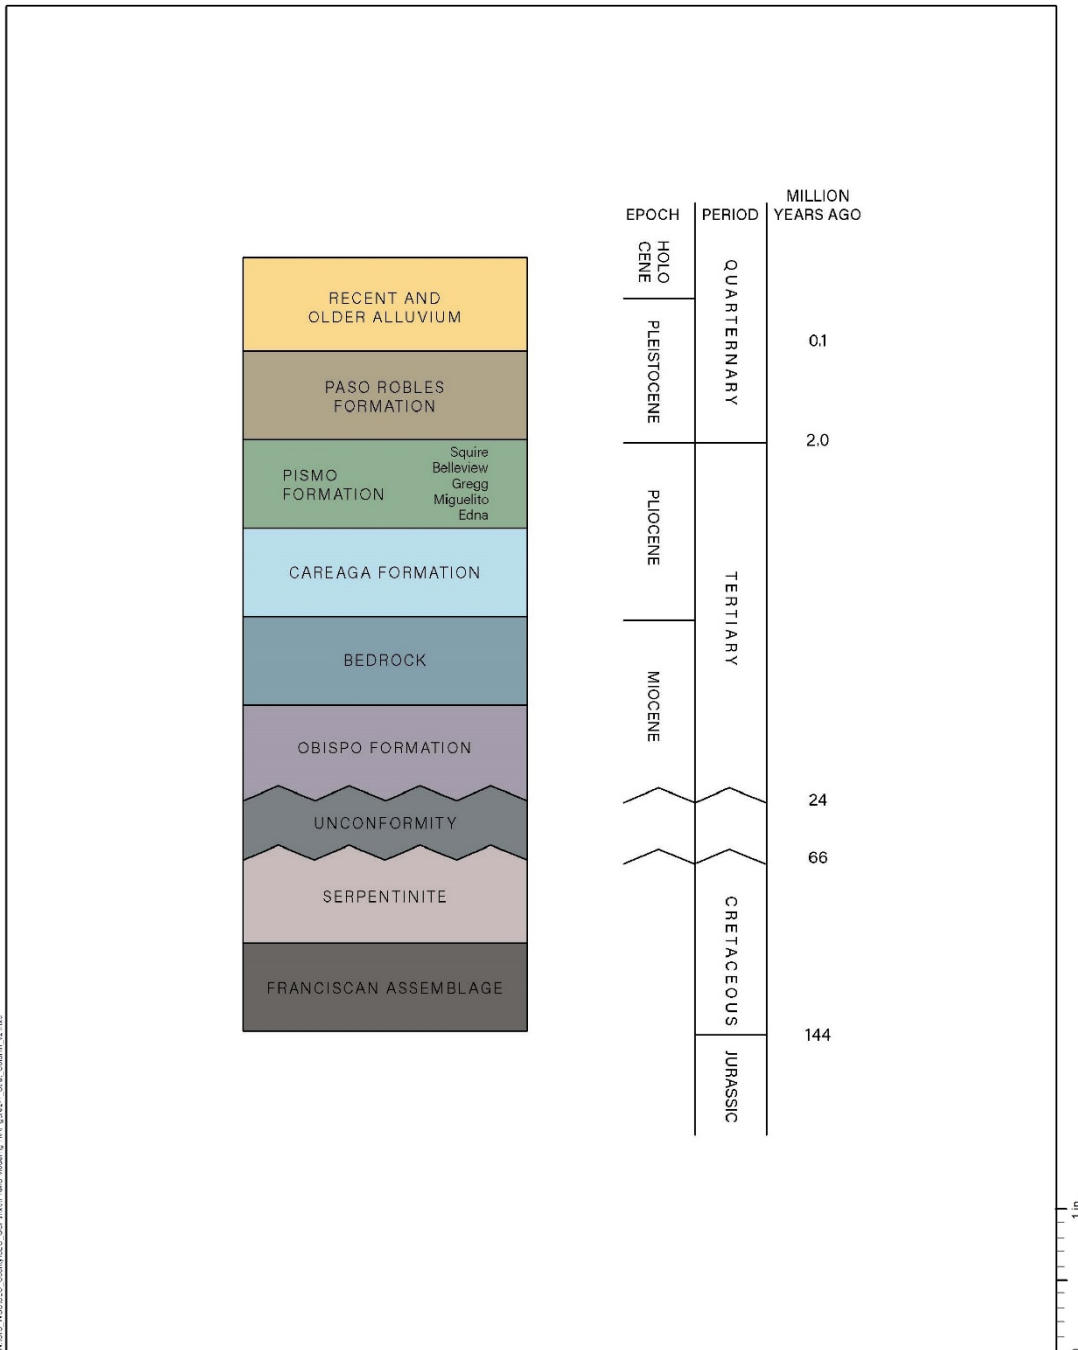 MILLION
EPOCH PERIOD YEARS AGO
HOLO
CENE
QUARTERNARY
RECENT AND
OLDER ALLUVIUM
PLEISTOCENE
0.1
PASO ROBLES
FORMATION
2.0
PISMO
FORMATION
Squire
Belleview
Gregg
Miguelito
Edna
PLIOCENE
TERTIARY
CAREAGA FORMATION
BEDROCK
MIOCENE
OBISPO FORMATION
24
UNCONFORMITY
66
SERPENTINITE
CRETACEOUS
FRANCISCAN ASSEMBLAGE
144
JURASSIC
1 in